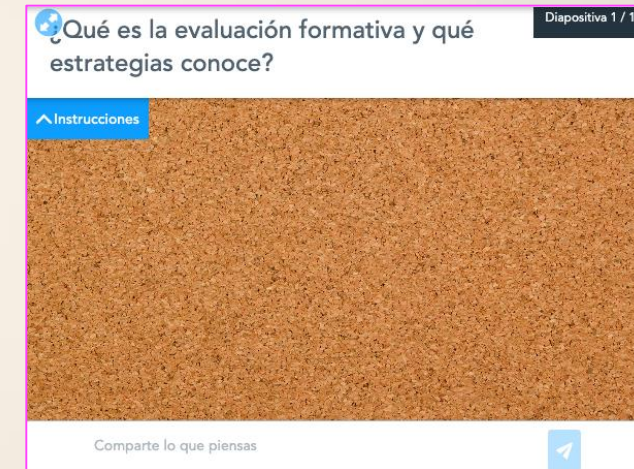 ¿Qué es la evaluación formativa y qué
estrategias conoce?
Diapositiva 1 / 1
Instrucciones
Comparte lo que piensas